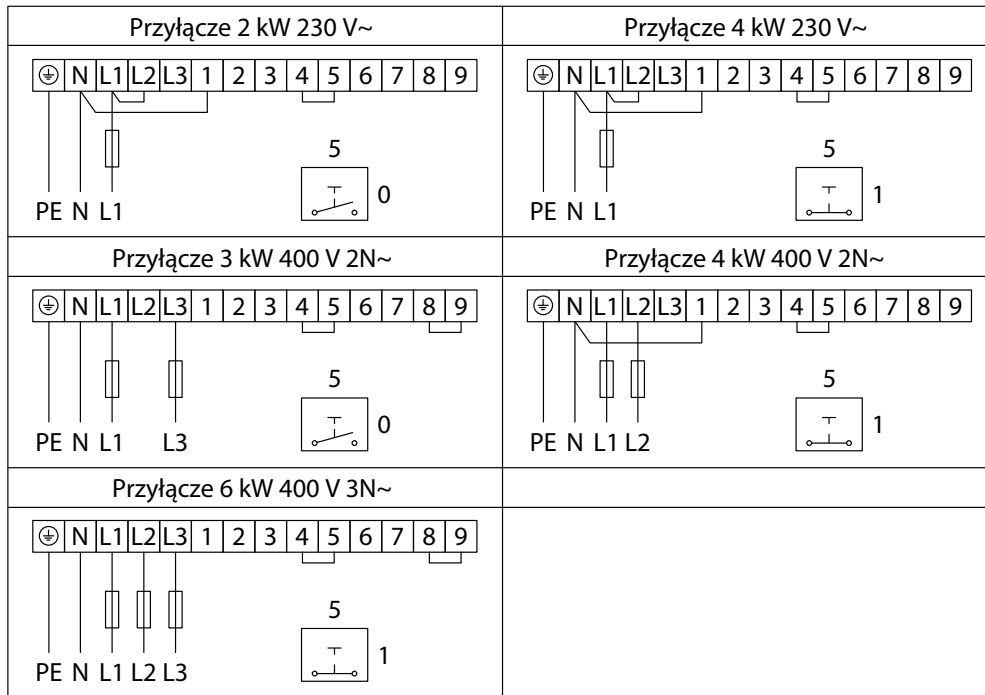 Przyłącze 2 kW 230 V~
N L1 L2 L3 1 2 3 4 5 6 7 8 9
5
0
PE N L1
Przyłącze 4 kW 230 V~
N L1 L2 L3 1 2 3 4 5 6 7 8 9
5
1
PE N L1
Przyłącze 3 kW 400 V 2N~
N L1 L2 L3 1 2 3 4 5 6 7 8 9
5
0
PE N L1 L3
Przyłącze 4 kW 400 V 2N~
N L1 L2 L3 1 2 3 4 5 6 7 8 9
5
1
PE N L1 L2
Przyłącze 6 kW 400 V 3N~
N L1 L2 L3 1 2 3 4 5 6 7 8 9
5
1
PE N L1 L2 L3